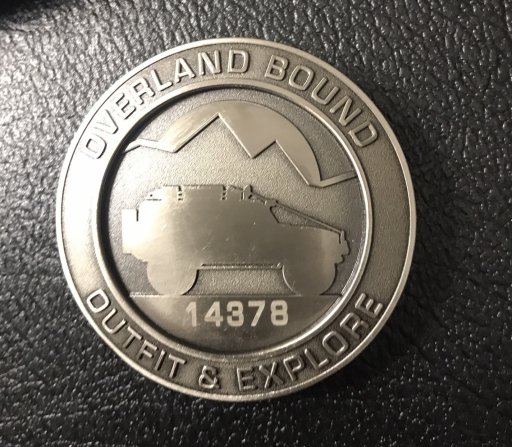 OVERLAND BOUND
14378
OUTFIT & EXPLORE